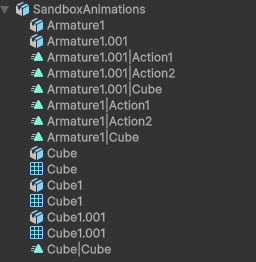 SandboxAnimations
Armature1
Armature1.001
Armature1.001|Action1
Armature1.001|Action2
Armature1.001|Cube
Armature1|Action1
Armature1|Action2
Armature1|Cube
Cube
Cube
Cube1
Cube1
Cube1.001
Cube1.001
Cube|Cube